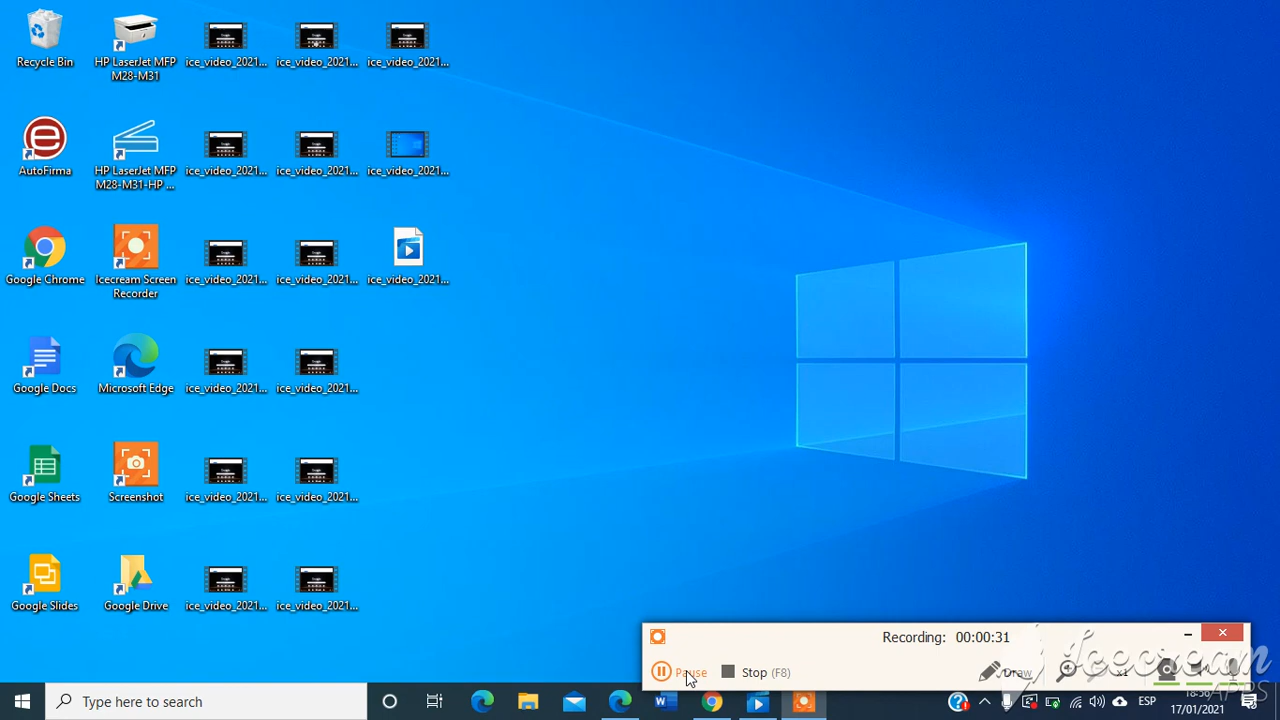 Recycle Bin
HP LaserJet MFP
M28-M31
ice_video_2021...
ice_video_2021...
ice_video_2021...
AutoFirma
HP LaserJet MFP
M28-M31-HP ...
ice_video_2021...
ice_video_2021...
ice_video_2021...
Google Chrome
Icecream Screen
Recorder
ice_video_2021...
ice_video_2021...
ice_video_2021...
Google Docs
Microsoft Edge
ice_video_2021...
ice_video_2021...
Google Sheets
Screenshot
ice_video_2021...
ice_video_2021...
Google Slides
Google Drive
ice_video_2021...
ice_video_2021...
Recording: 00:00:31
Pause
Stop (F8)
Draw
x1
Icecream
APPS
Type here to search
ESP
18:56
17/01/2021